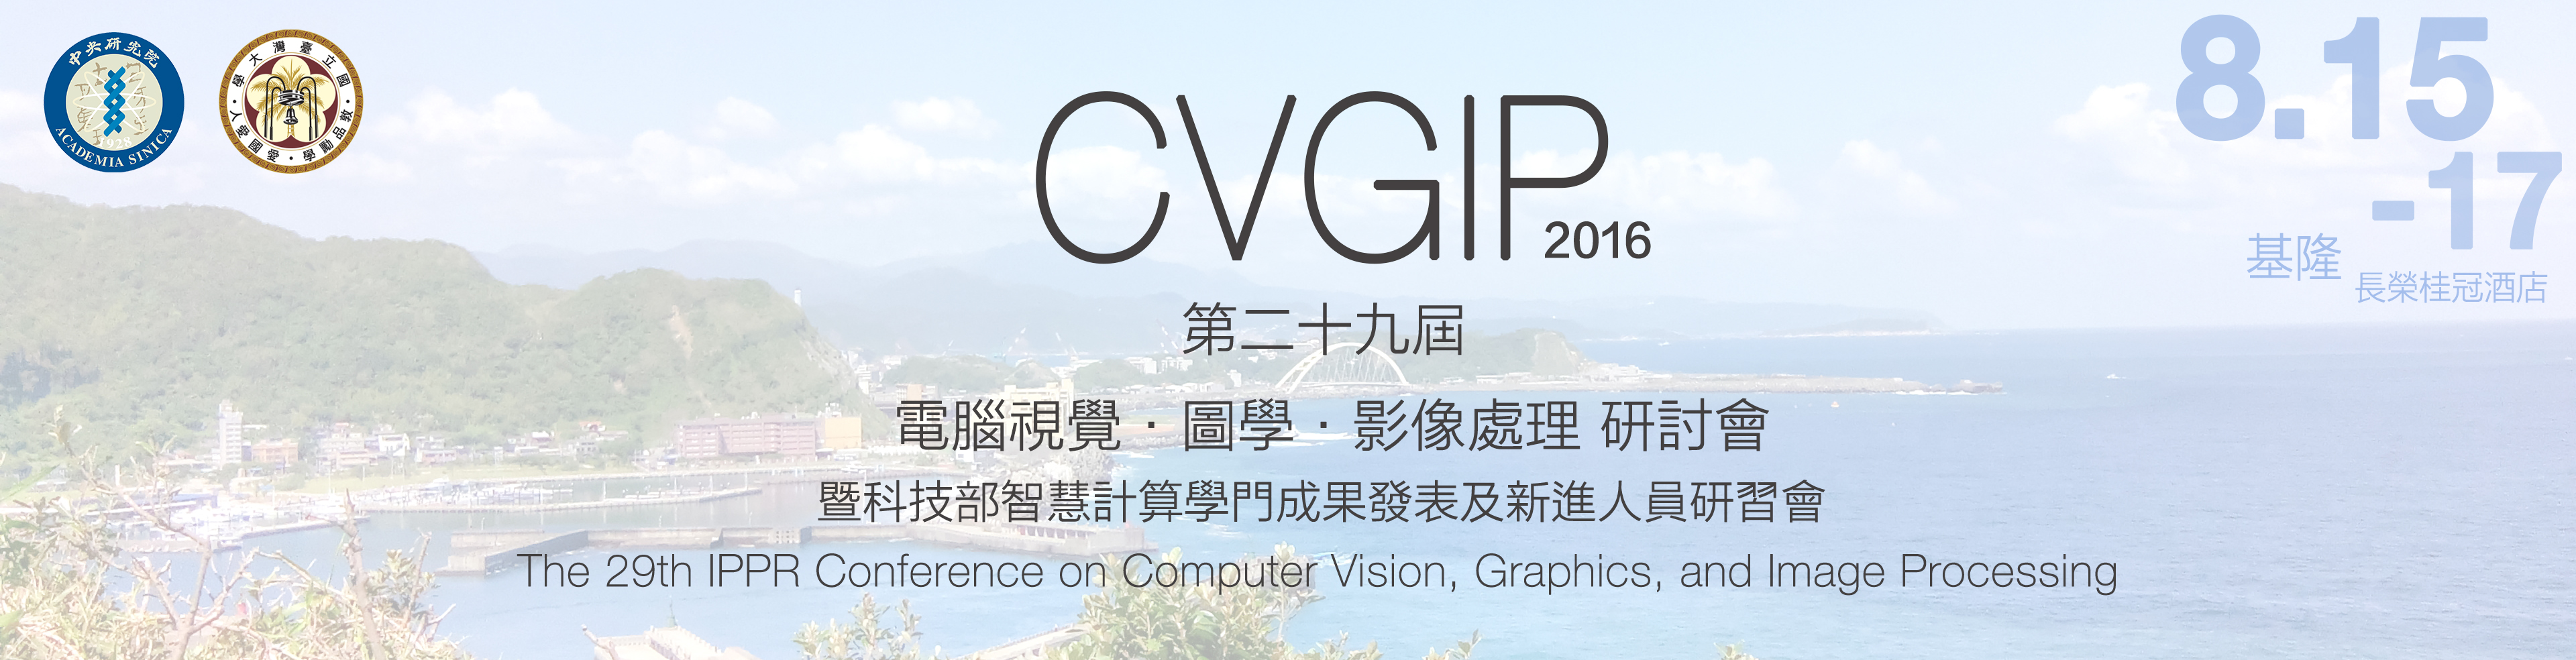 中央研究院
ACADEMIA SINICA
1928
國立臺灣大學
敦品勵學·愛國愛人
8.15
-17
基隆
長榮桂冠酒店
CVGIP 2016
第二十九屆
電腦視覺·圖學·影像處理 研討會
暨科技部智慧計算學門成果發表及新進人員研習會
The 29th IPPR Conference on Computer Vision, Graphics, and Image Processing